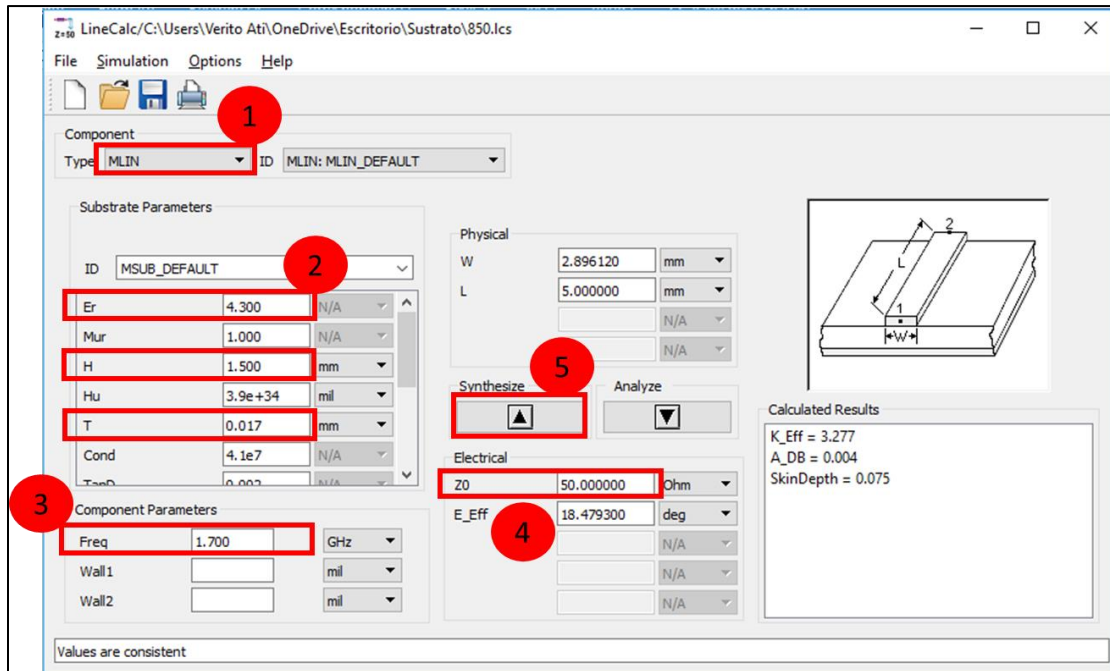 LineCalc/C:\Users\Verito Ati\OneDrive\Escritorio\Sustrato\850.lcs
File Simulation Options Help
1
Component
Type MLIN ID MLIN: MLIN_DEFAULT
Substrate Parameters
2
ID MSUB_DEFAULT
Er 4.300 N/A
Mur 1.000 N/A
H 1.500 mm
Hu 3.9e+34 mil
T 0.017 mm
Cond 4.1e7 N/A
TanD 0.002 N/A
3
Component Parameters
Freq 1.700 GHz
Wall1 mil
Wall2 mil
Physical
W 2.896120 mm
L 5.000000 mm
N/A
N/A
5
Synthesize Analyze
Electrical
Z0 50.000000 Ohm
E_Eff 18.479300 deg
4
N/A
N/A
N/A
2
L
1
W
Calculated Results
K_Eff = 3.277
A_DB = 0.004
SkinDepth = 0.075
Values are consistent